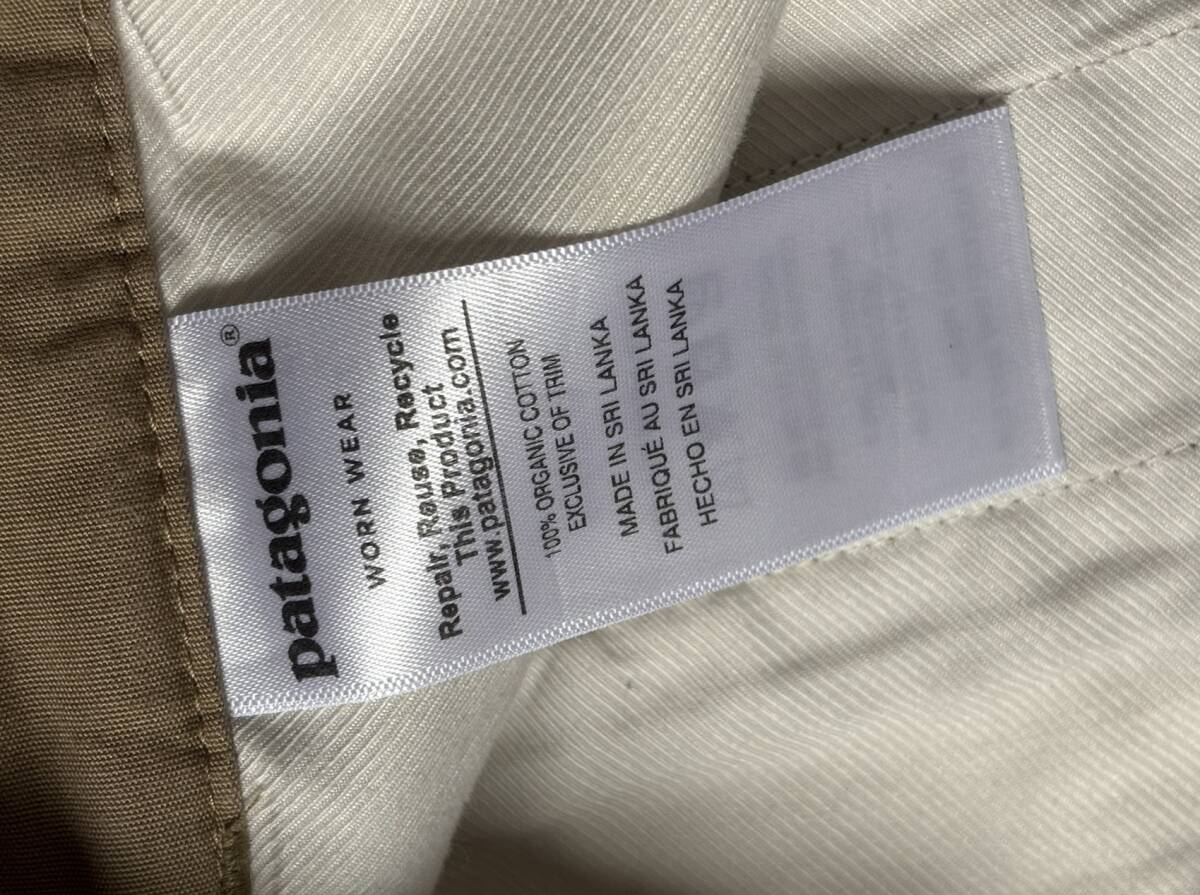 patagonia®
WORN WEAR
Repair, Reuse, Recycle
This Product
www.patagonia.com
100% ORGANIC COTTON
EXCLUSIVE OF TRIM
MADE IN SRI LANKA
FABRIQUÉ AU SRI LANKA
HECHO EN SRI LANKA